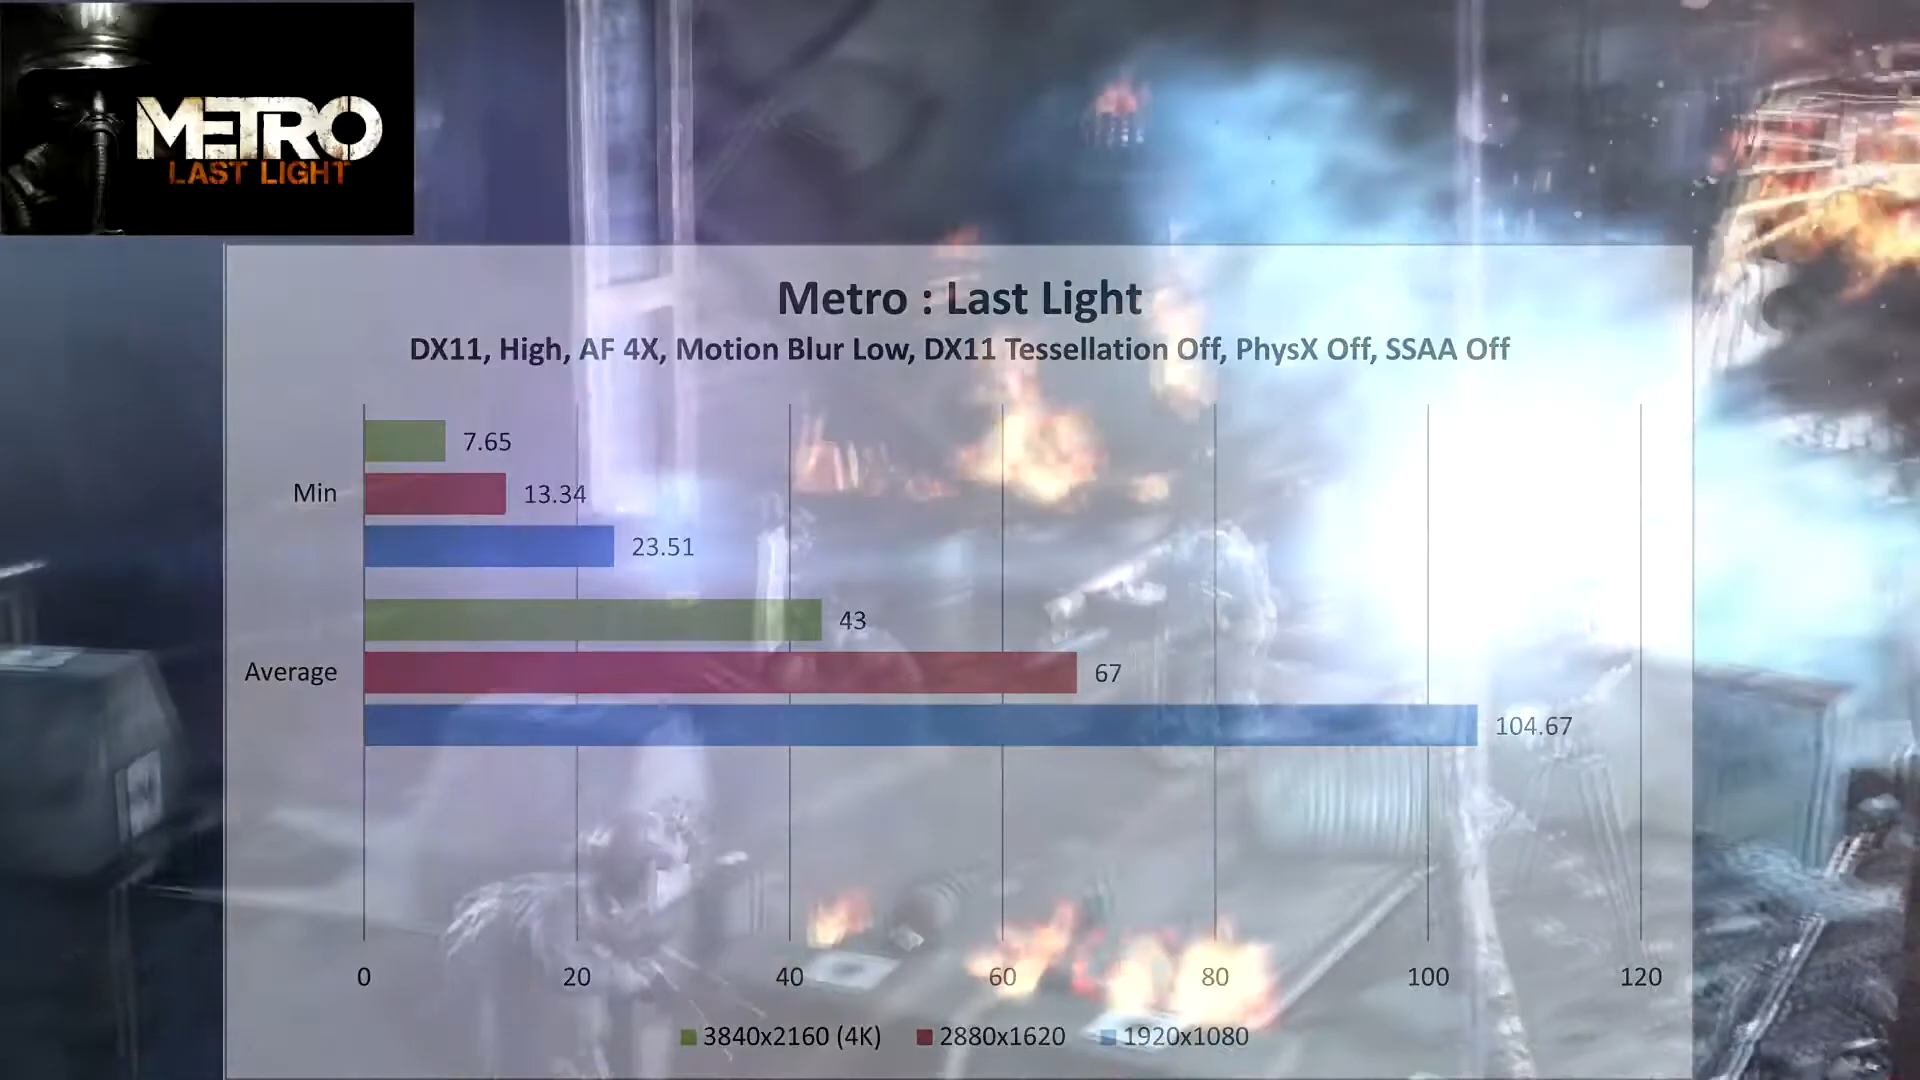 METRO
LAST LIGHT
Metro : Last Light
DX11, High, AF 4X, Motion Blur Low, DX11 Tessellation Off, PhysX Off, SSAA Off
7.65
Min
13.34
23.51
43
Average
67
104.67
0 20 40 60 80 100 120
3840x2160 (4K) 2880x1620 1920x1080